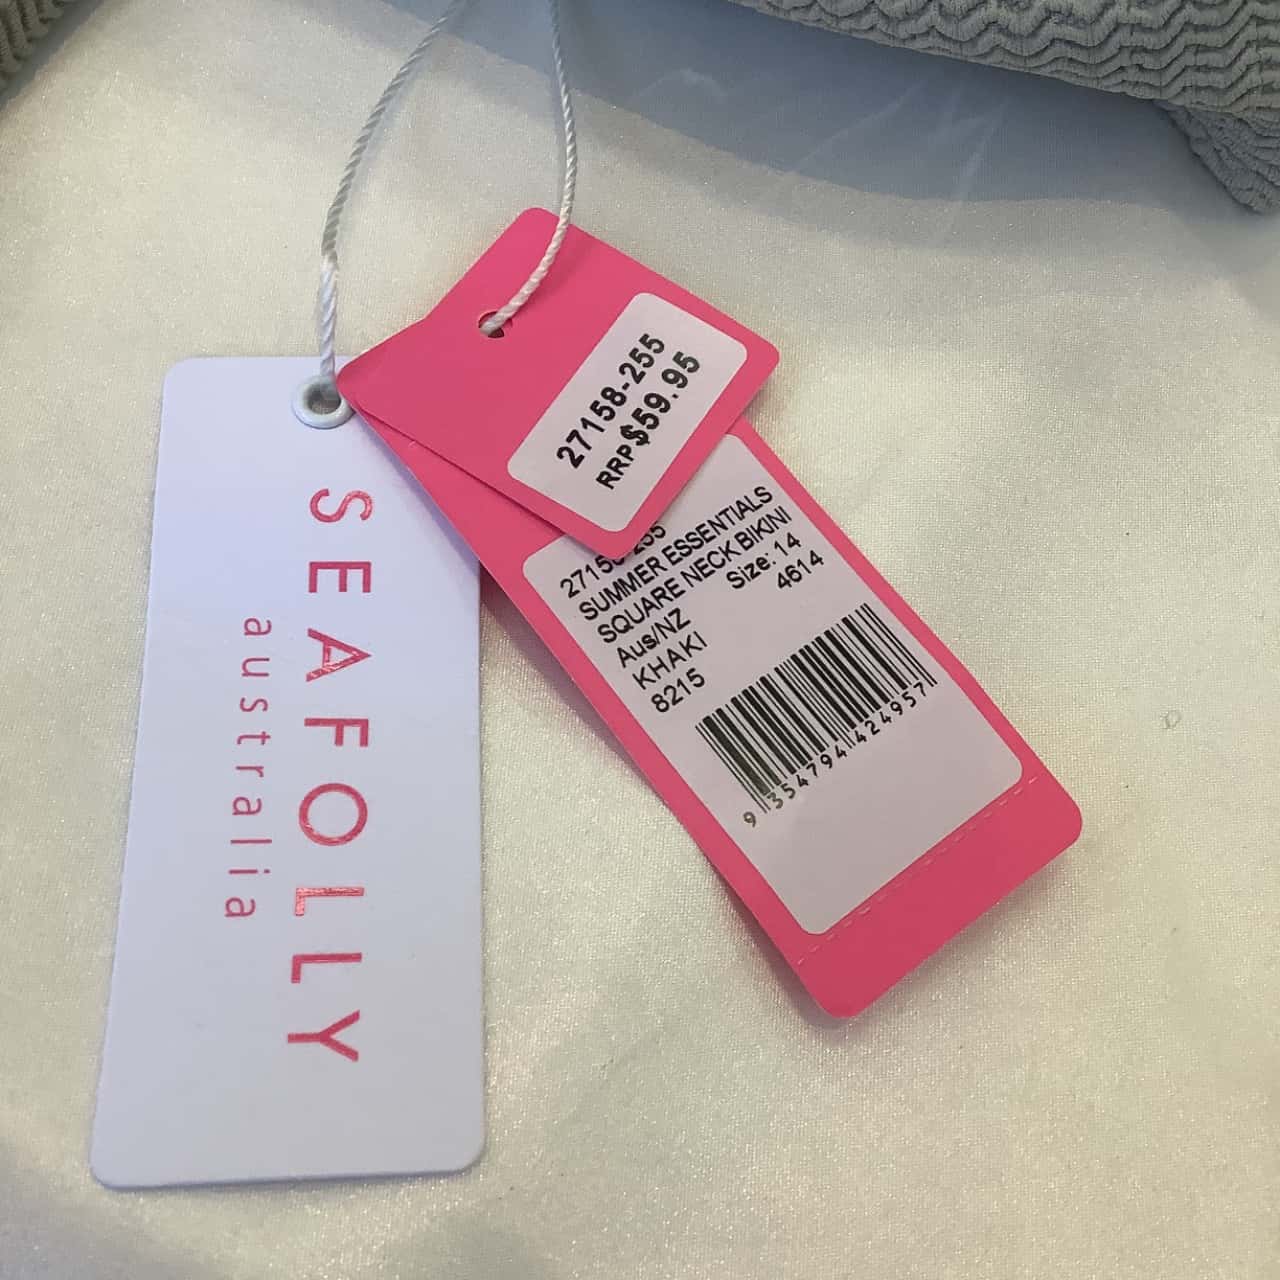 SEAFOLLY
australia
27158-255
RRP$59.95
27158-255
SUMMER ESSENTIALS
SQUARE NECK BIKINI
Aus/NZ Size: 14
KHAKI 4614
8215
9 354794 424957